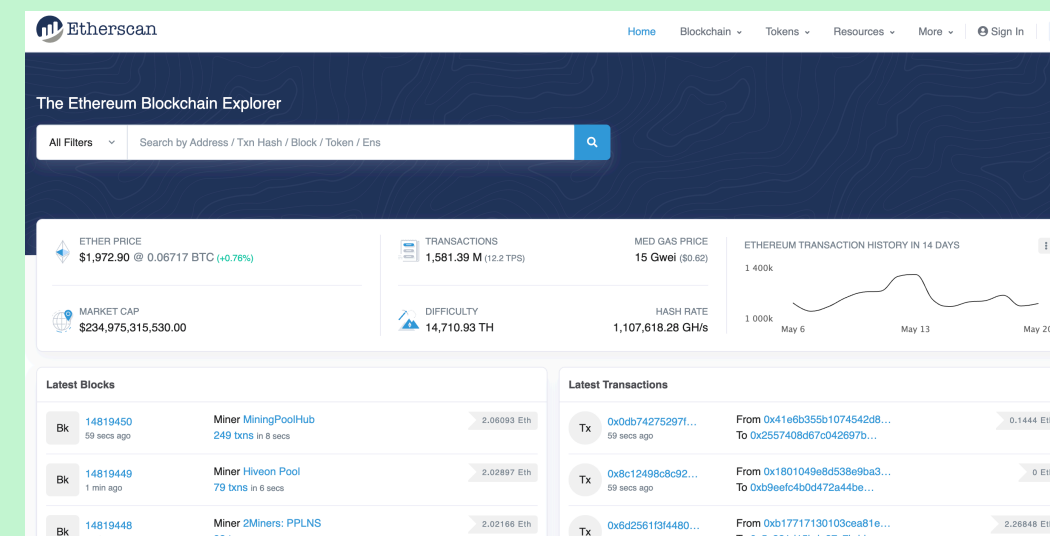 Etherscan
Home Blockchain Tokens Resources More Sign In
The Ethereum Blockchain Explorer
All Filters Search by Address / Txn Hash / Block / Token / Ens
ETHER PRICE
$1,972.90 @ 0.06717 BTC (+0.76%)
MARKET CAP
$234,975,315,530.00
TRANSACTIONS
1,581.39 M (12.2 TPS)
MED GAS PRICE
15 Gwei ($0.62)
DIFFICULTY
14,710.93 TH
HASH RATE
1,107,618.28 GH/s
ETHEREUM TRANSACTION HISTORY IN 14 DAYS
1 400k
1 000k
May 6 May 13 May 20
Latest Blocks
Bk 14819450 Miner MiningPoolHub 2.06093 Eth
59 secs ago 249 txns in 8 secs
Bk 14819449 Miner Hiveon Pool 2.02897 Eth
1 min ago 79 txns in 6 secs
Bk 14819448 Miner 2Miners: PPLNS 2.02166 Eth
Latest Transactions
Tx 0x0db74275297f... From 0x41e6b355b1074542d8... 0.1444 Eth
59 secs ago To 0x2557408d67c042697b...
Tx 0x8c12498c8c92... From 0x1801049e8d538e9ba3... 0 Eth
59 secs ago To 0xb9eefc4b0d472a44be...
Tx 0x6d2561f3f4480... From 0xb17717130103cea81e... 2.26848 Eth